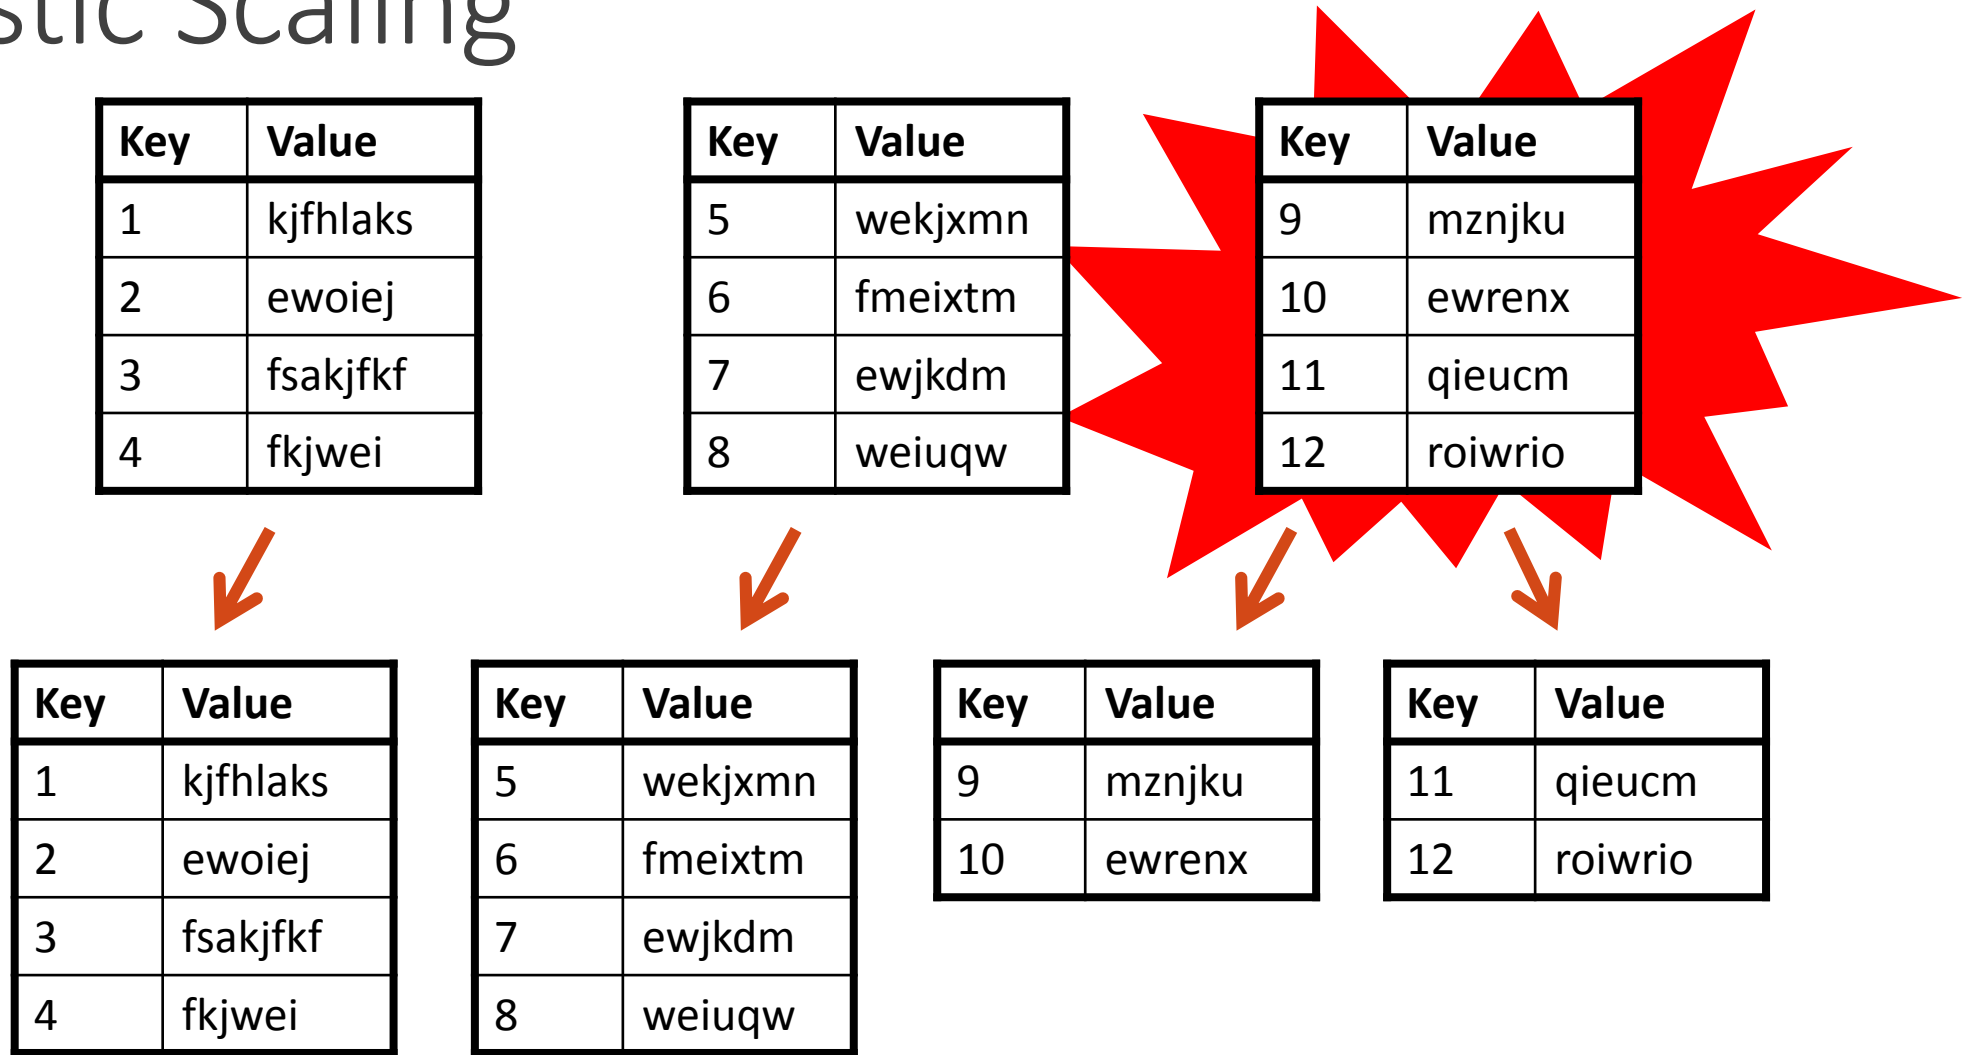 stic Scaling
Key Value
1 kjfhlaks
2 ewoiej
3 fsakjfkf
4 fkjwei
Key Value
5 wekjxmn
6 fmeixtm
7 ewjkdm
8 weiuqw
Key Value
9 mznjku
10 ewrenx
11 qieucm
12 roiwrio
Key Value
1 kjfhlaks
2 ewoiej
3 fsakjfkf
4 fkjwei
Key Value
5 wekjxmn
6 fmeixtm
7 ewjkdm
8 weiuqw
Key Value
9 mznjku
10 ewrenx
Key Value
11 qieucm
12 roiwrio